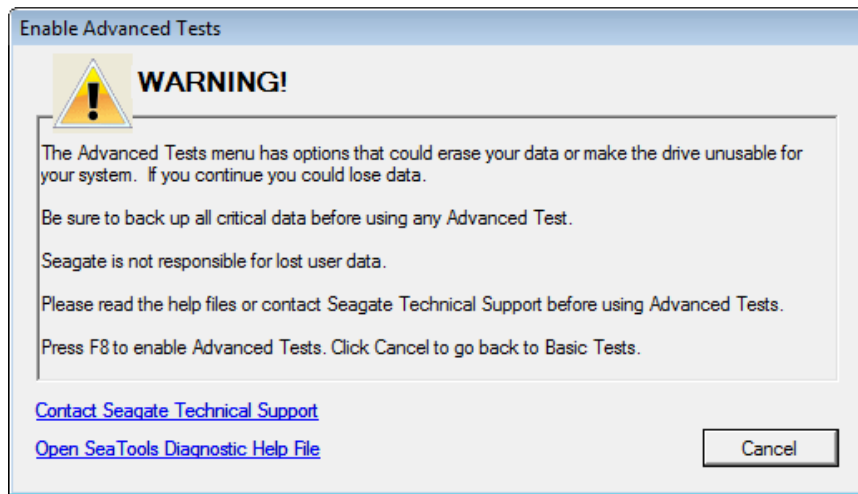 Enable Advanced Tests
WARNING!
The Advanced Tests menu has options that could erase your data or make the drive unusable for
your system.  If you continue you could lose data.
Be sure to back up all critical data before using any Advanced Test.
Seagate is not responsible for lost user data.
Please read the help files or contact Seagate Technical Support before using Advanced Tests.
Press F8 to enable Advanced Tests. Click Cancel to go back to Basic Tests.
Contact Seagate Technical Support
Open SeaTools Diagnostic Help File
Cancel